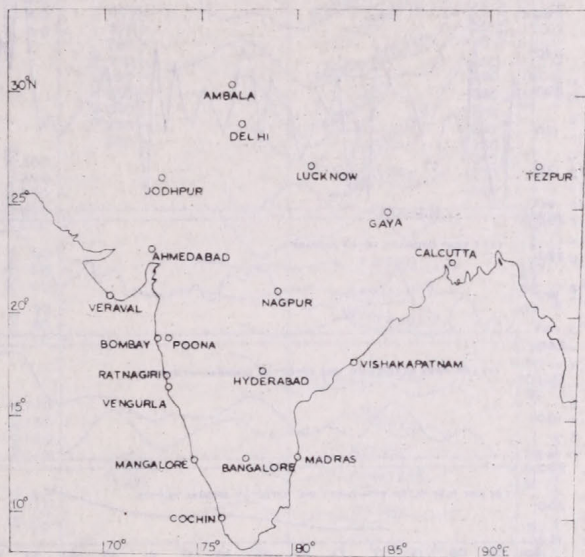 30°N
AMBALA
DELHI
LUCKNOW
TEZPUR
JODHPUR
25°
GAYA
AHMEDABAD
CALCUTTA
20°
VERAVAL
NAGPUR
BOMBAY
POONA
VISHAKAPATNAM
RATNAGIRI
HYDERABAD
VENGURLA
15°
MANGALORE
BANGALORE
MADRAS
10°
COCHIN
70°
75°
80°
85°
90°E